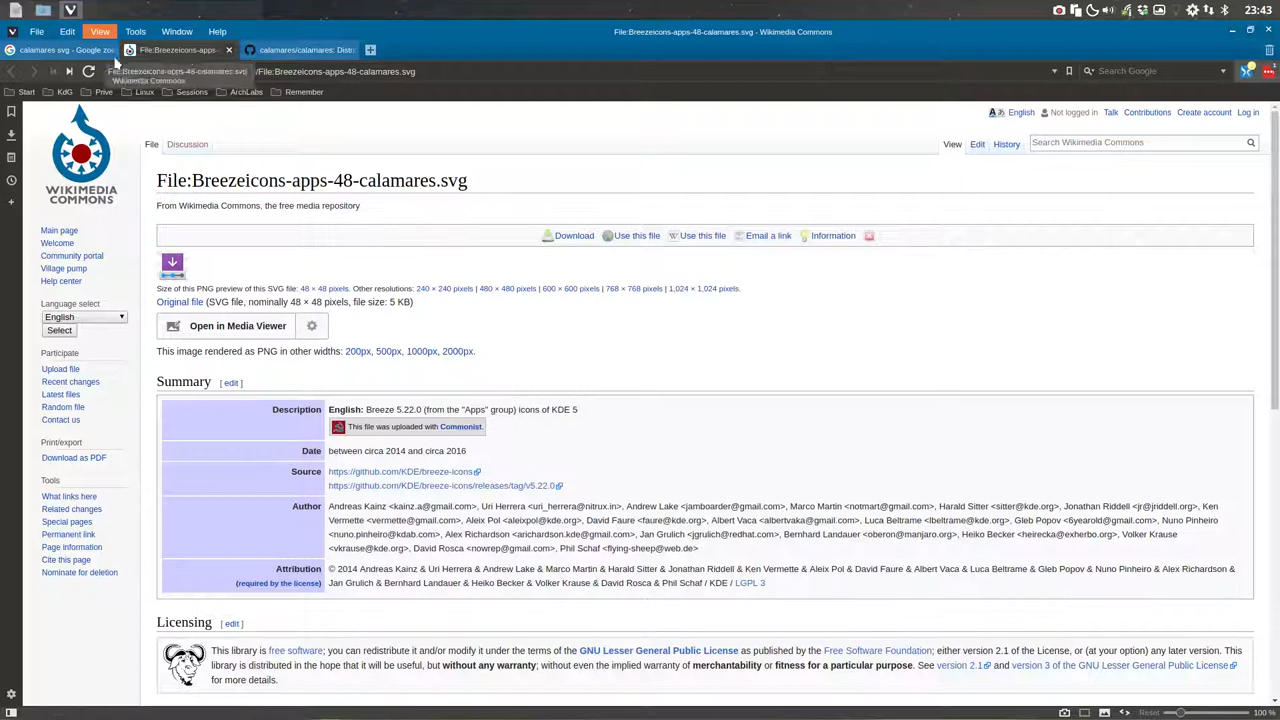 23:43
File Edit View Tools Window Help
File:Breezeicons-apps-48-calamares.svg - Wikimedia Commons
calamares svg - Google zoe
File:Breezeicons-apps-
calamares/calamares: Distr
File:Breezeicons-apps-48-calamares.svg
Wikimedia Commons
/File:Breezeicons-apps-48-calamares.svg
Search Google
Start KdG Prive Linux Sessions ArchLabs Remember
English Not logged in Talk Contributions Create account Log in
File Discussion View Edit History Search Wikimedia Commons
WIKIMEDIA
COMMONS
File:Breezeicons-apps-48-calamares.svg
From Wikimedia Commons, the free media repository
Download Use this file Use this file Email a link Information
Size of this PNG preview of this SVG file: 48 × 48 pixels. Other resolutions: 240 × 240 pixels | 480 × 480 pixels | 600 × 600 pixels | 768 × 768 pixels | 1,024 × 1,024 pixels.
Original file (SVG file, nominally 48 × 48 pixels, file size: 5 KB)
Open in Media Viewer
This image rendered as PNG in other widths: 200px, 500px, 1000px, 2000px.
Main page
Welcome
Community portal
Village pump
Help center
Language select
English
Select
Participate
Upload file
Recent changes
Latest files
Random file
Contact us
Print/export
Download as PDF
Tools
What links here
Related changes
Special pages
Permanent link
Page information
Cite this page
Nominate for deletion
Summary [ edit ]
Description English: Breeze 5.22.0 (from the "Apps" group) icons of KDE 5
This file was uploaded with Commonist.
Date between circa 2014 and circa 2016
Source https://github.com/KDE/breeze-icons
https://github.com/KDE/breeze-icons/releases/tag/v5.22.0
Author Andreas Kainz <kainz.a@gmail.com>, Uri Herrera <uri_herrera@nitrux.in>, Andrew Lake <jamboarder@gmail.com>, Marco Martin <notmart@gmail.com>, Harald Sitter <sitter@kde.org>, Jonathan Riddell <jr@jriddell.org>, Ken
Vermette <vermette@gmail.com>, Aleix Pol <aleixpol@kde.org>, David Faure <faure@kde.org>, Albert Vaca <albertvaka@gmail.com>, Luca Beltrame <lbeltrame@kde.org>, Gleb Popov <6yearold@gmail.com>, Nuno Pinheiro
<nuno.pinheiro@kdab.com>, Alex Richardson <arichardson.kde@gmail.com>, Jan Grulich <jgrulich@redhat.com>, Bernhard Landauer <oberon@manjaro.org>, Heiko Becker <heirecka@exherbo.org>, Volker Krause
<vkrause@kde.org>, David Rosca <nowrep@gmail.com>, Phil Schaf <flying-sheep@web.de>
Attribution © 2014 Andreas Kainz & Uri Herrera & Andrew Lake & Marco Martin & Harald Sitter & Jonathan Riddell & Ken Vermette & Aleix Pol & David Faure & Albert Vaca & Luca Beltrame & Gleb Popov & Nuno Pinheiro & Alex Richardson &
(required by the license) Jan Grulich & Bernhard Landauer & Heiko Becker & Volker Krause & David Rosca & Phil Schaf / KDE / LGPL 3
Licensing [ edit ]
This library is free software; you can redistribute it and/or modify it under the terms of the GNU Lesser General Public License as published by the Free Software Foundation; either version 2.1 of the License, or (at your option) any later version. This
library is distributed in the hope that it will be useful, but without any warranty; without even the implied warranty of merchantability or fitness for a particular purpose. See version 2.1 and version 3 of the GNU Lesser General Public License
for more details.
Reset 100 %